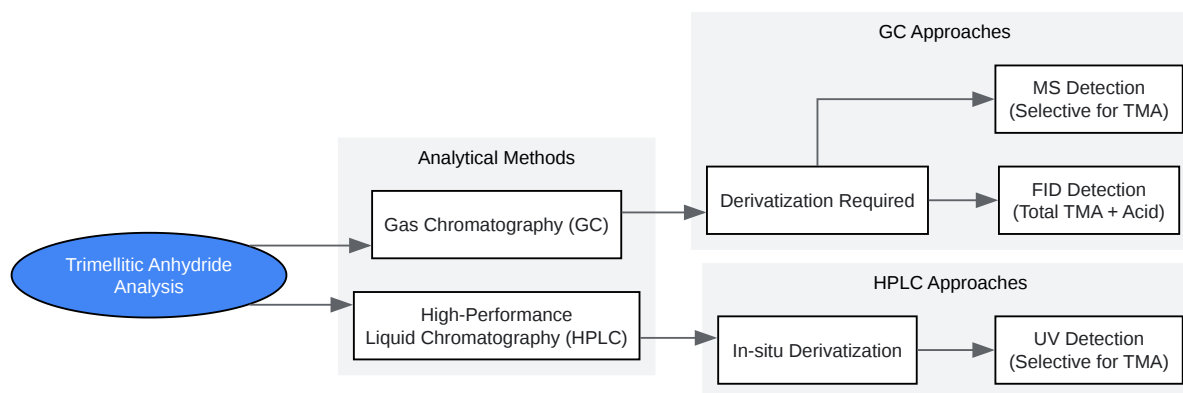 Trimellitic Anhydride
Analysis
Analytical Methods
Gas Chromatography (GC)
High-Performance
Liquid Chromatography (HPLC)
GC Approaches
Derivatization Required
MS Detection
(Selective for TMA)
FID Detection
(Total TMA + Acid)
HPLC Approaches
In-situ Derivatization
UV Detection
(Selective for TMA)